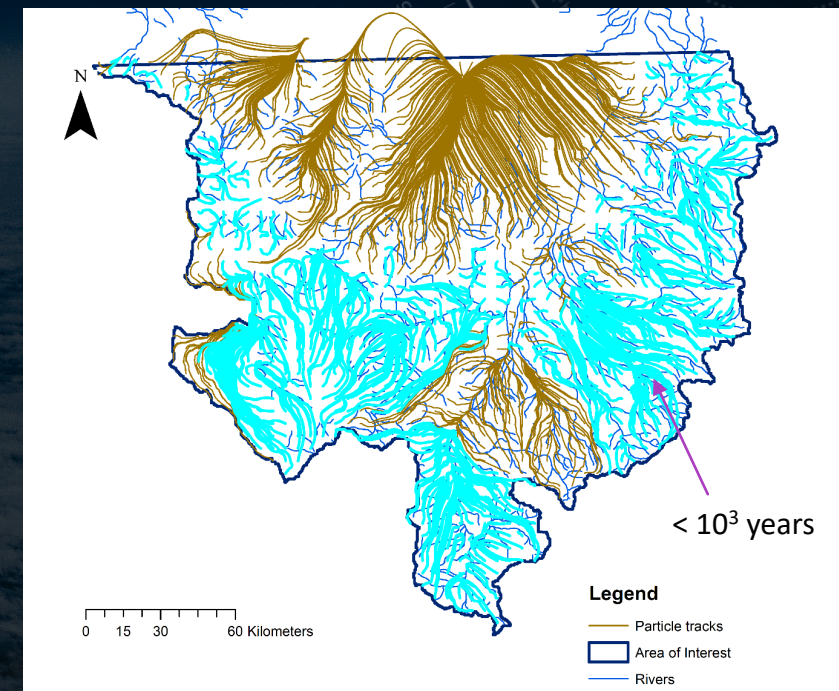 N
< 10³ years
Legend
Particle tracks
Area of Interest
Rivers
0 15 30 60 Kilometers